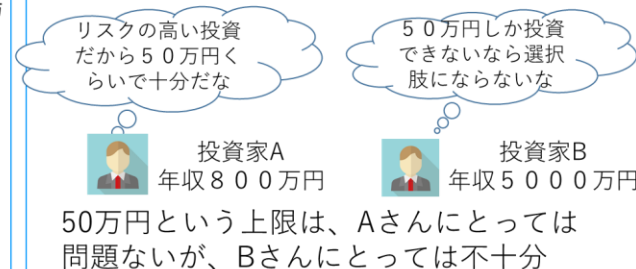 リスクの高い投資
だから５０万円く
らいで十分だな
５０万円しか投資
できないなら選択
肢にならないな
投資家A
年収８００万円
投資家B
年収５０００万円
50万円という上限は、Aさんにとっては
問題ないが、Bさんにとっては不十分